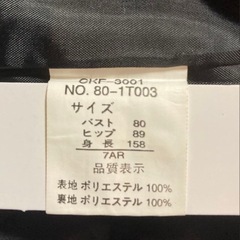 CKF-3001
NO. 80-1T003
サイズ
バスト 80
ヒップ 89
身長 158
7AR
品質表示
表地 ポリエステル 100%
裏地 ポリエステル 100%